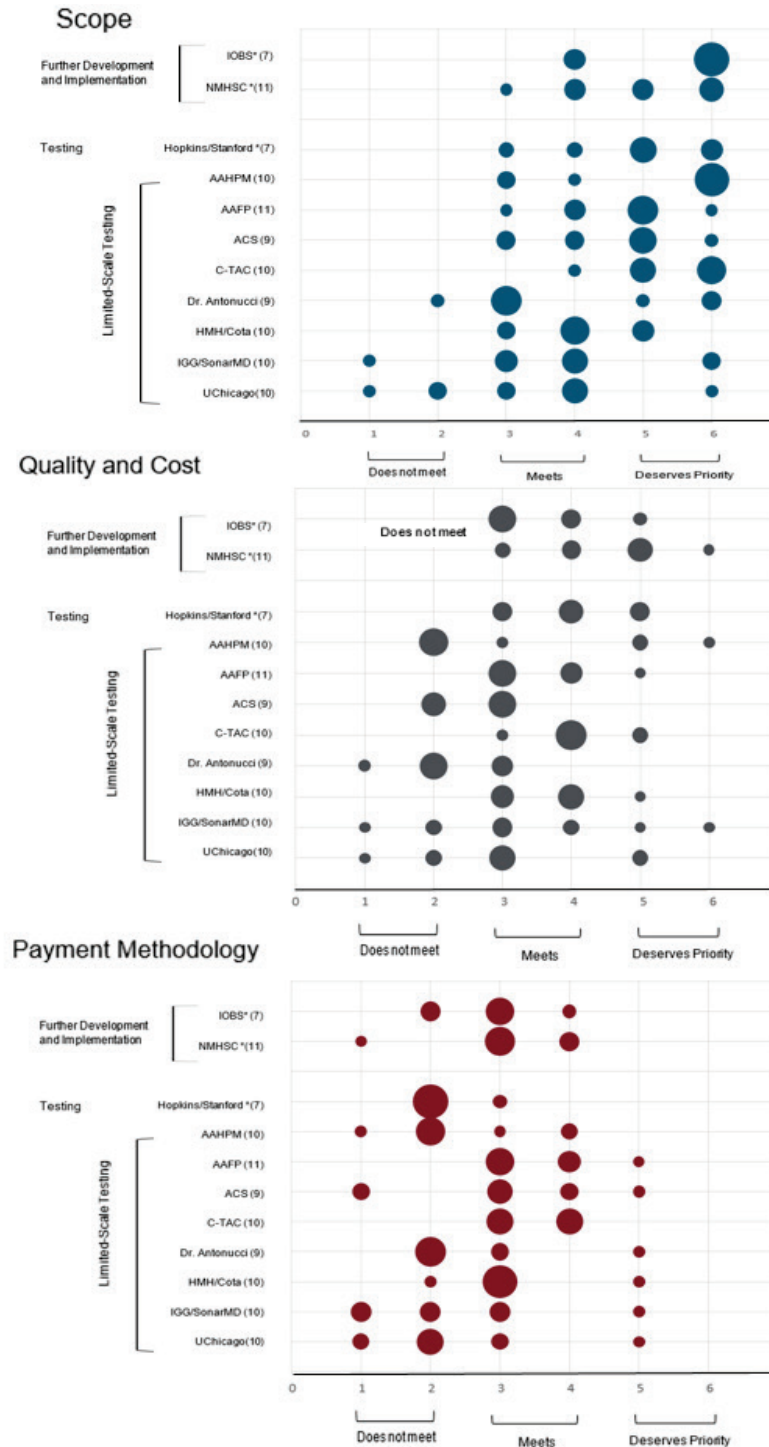 Scope
Further Development
and Implementation
IOBS* (7)
NMHSC *(11)
Testing
Hopkins/Stanford *(7)
Limited-Scale Testing
AAHPM (10)
AAFP (11)
ACS (9)
C-TAC (10)
Dr. Antonucci (9)
HMH/Cota (10)
IGG/SonarMD (10)
UChicago(10)
0 1 2 3 4 5 6
Does not meet Meets Deserves Priority
Quality and Cost
Further Development
and Implementation
IOBS* (7)
Does not meet
NMHSC *(11)
Testing
Hopkins/Stanford *(7)
Limited-Scale Testing
AAHPM (10)
AAFP (11)
ACS (9)
C-TAC (10)
Dr. Antonucci (9)
HMH/Cota (10)
IGG/SonarMD (10)
UChicago(10)
0 1 2 3 4 5 6
Does not meet Meets Deserves Priority
Payment Methodology
Further Development
and Implementation
IOBS* (7)
NMHSC *(11)
Testing
Hopkins/Stanford *(7)
Limited-Scale Testing
AAHPM (10)
AAFP (11)
ACS (9)
C-TAC (10)
Dr. Antonucci (9)
HMH/Cota (10)
IGG/SonarMD (10)
UChicago(10)
0 1 2 3 4 5 6
Does not meet Meets Deserves Priority